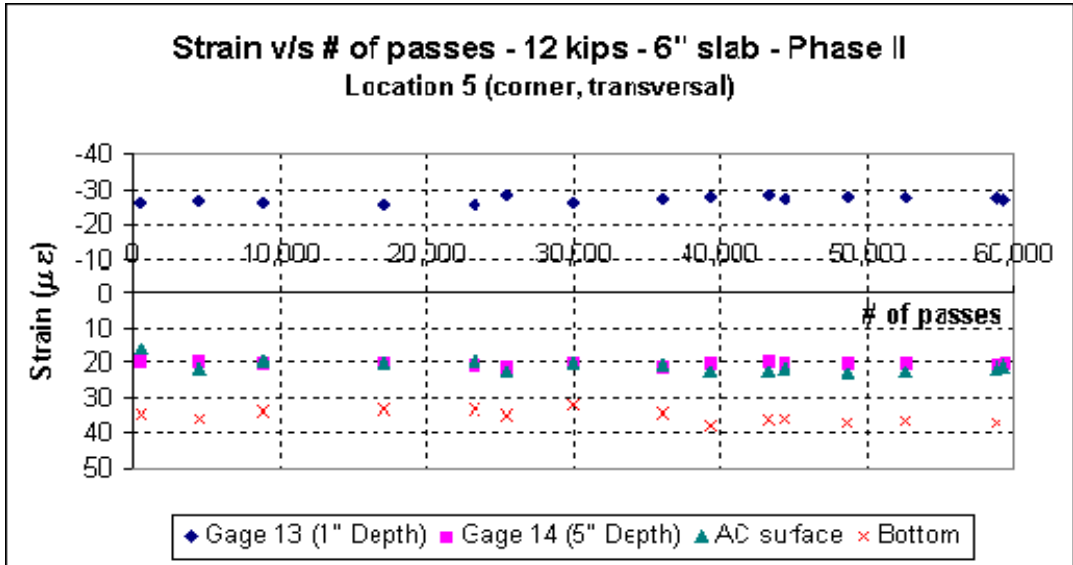 Strain v/s # of passes - 12 kips - 6" slab - Phase II
Location 5 (corner, transversal)
-40
-30
-20
0 10,000 20,000 30,000 40,000 50,000 60,000
-10
0
# of passes
10
20
30
40
50
Strain (µε)
Gage 13 (1" Depth) Gage 14 (5" Depth) AC surface Bottom